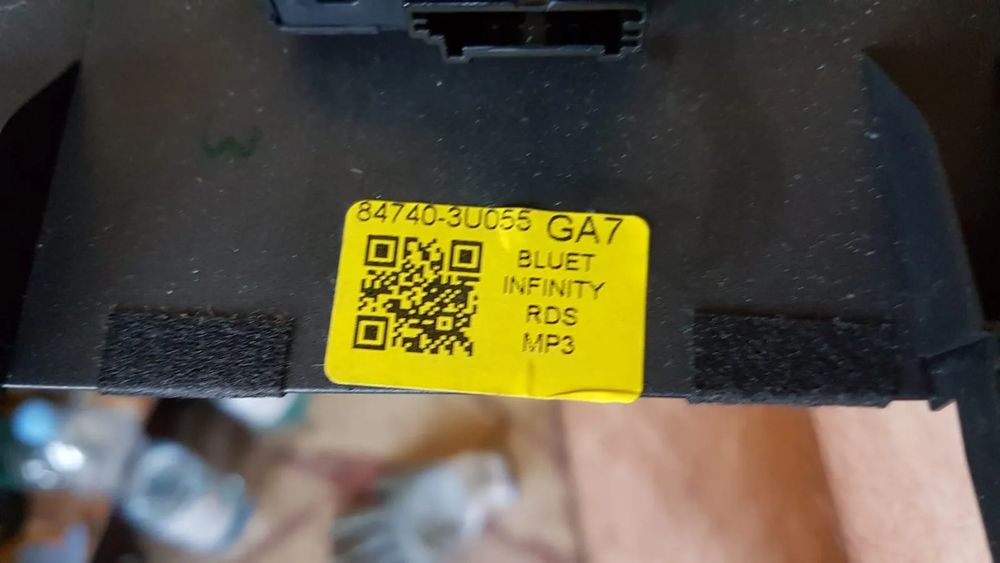 84740-3U055 GA7
BLUET
INFINITY
RDS
MP3